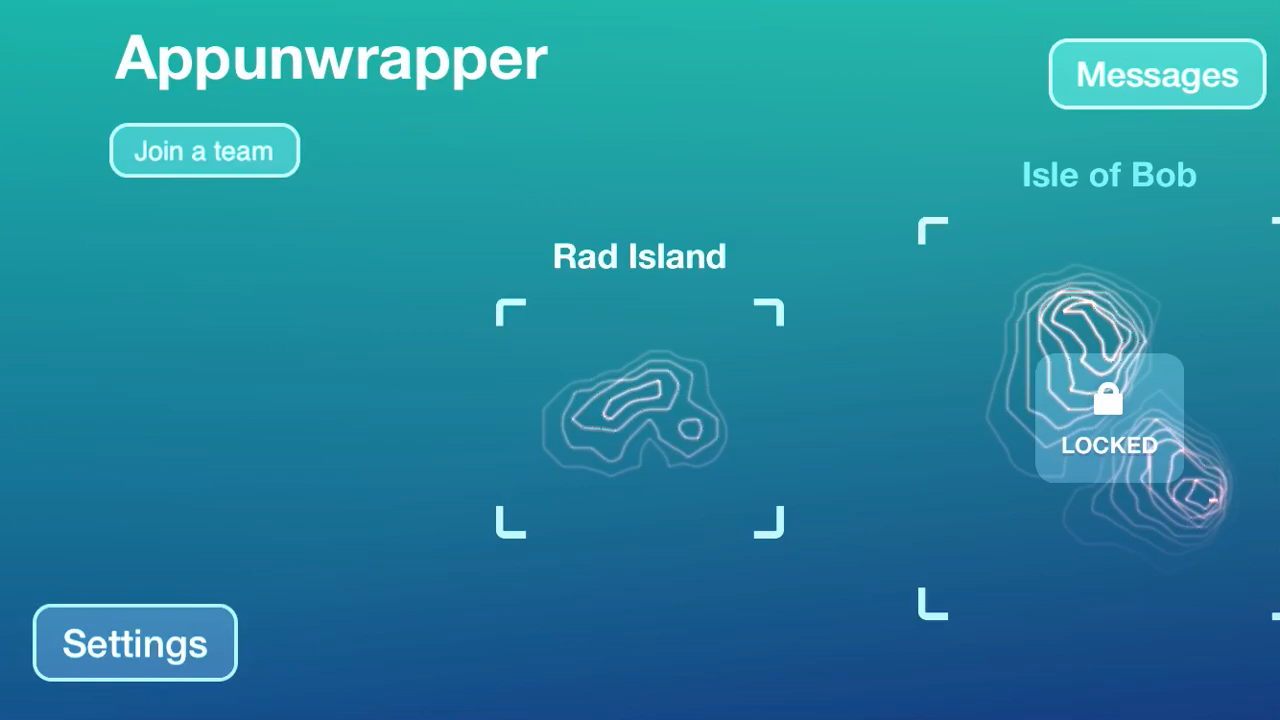 Appunwrapper
Messages
Join a team
Isle of Bob
Rad Island
LOCKED
Settings